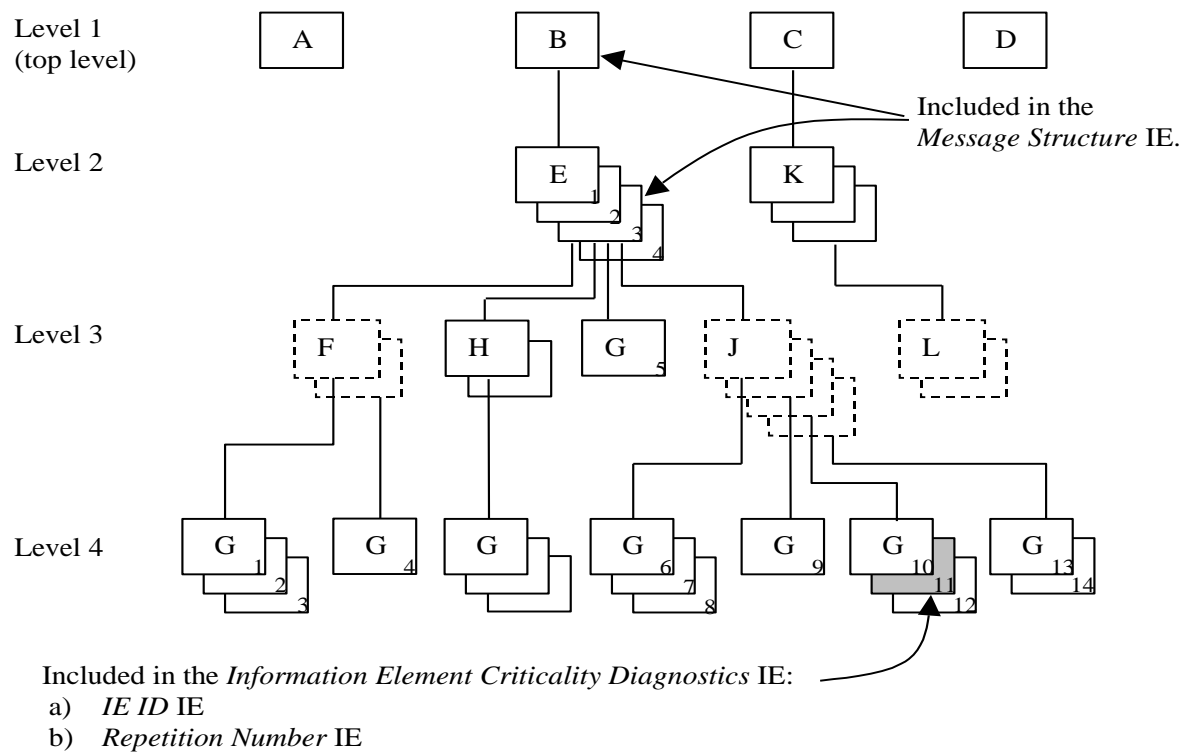 Level 1
(top level)
A
B
C
D
Included in the
Message Structure IE.
Level 2
E
1
2
3
4
K
Level 3
F
H
G
5
J
L
Level 4
G
1
2
3
G
4
G
G
6
7
8
G
9
G
10
11
12
G
13
14
Included in the Information Element Criticality Diagnostics IE:
a) IE ID IE
b) Repetition Number IE